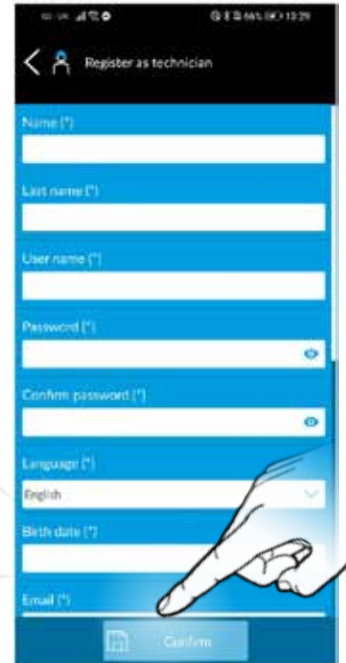 Register as technician
Name (*)
Last name (*)
User name (*)
Password (*)
Confirm password (*)
Language (*)
English
Birth date (*)
Email (*)
Confirm